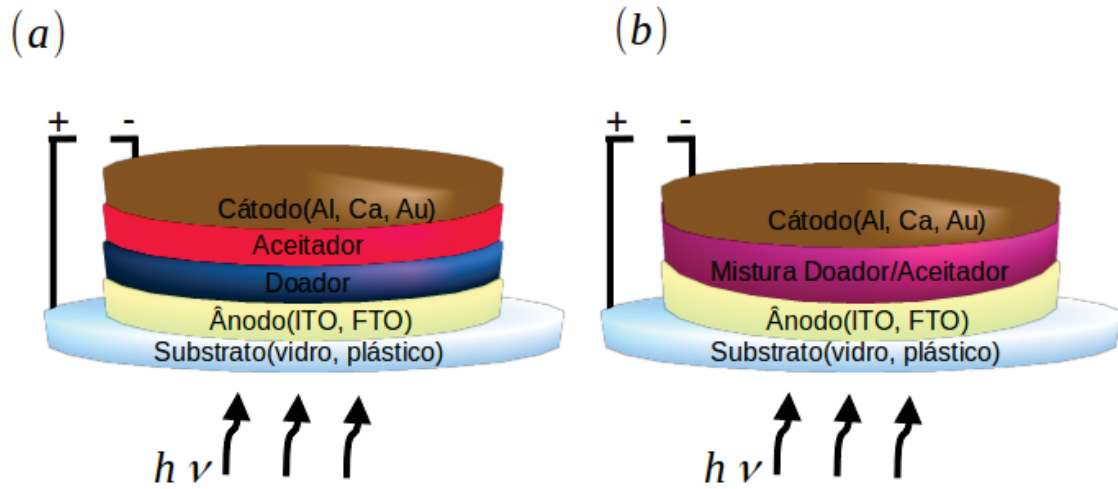 (a)
+ -
Cátodo(Al, Ca, Au)
Aceitador
Doador
Ânodo(ITO, FTO)
Substrato(vidro, plástico)
h ν
(b)
+ -
Cátodo(Al, Ca, Au)
Mistura Doador/Aceitador
Ânodo(ITO, FTO)
Substrato(vidro, plástico)
h ν